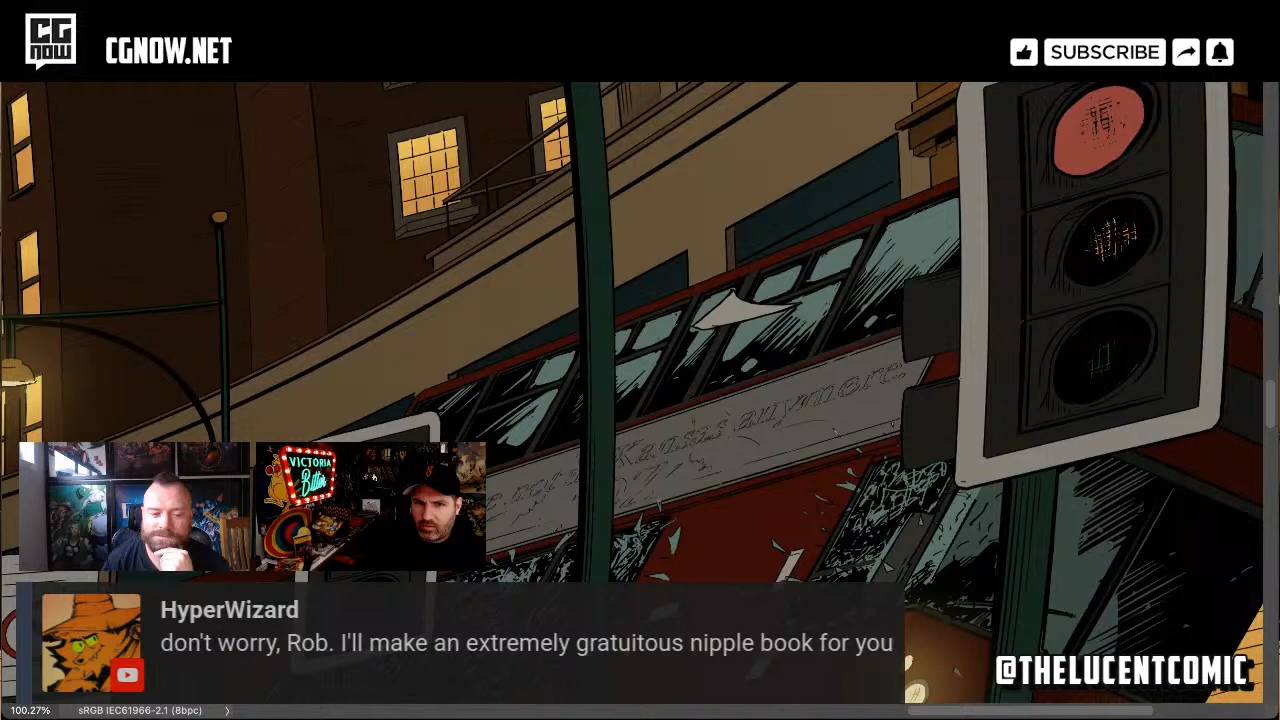 CG
NOW
CGNOW.NET
SUBSCRIBE
VICTORIA
Bitter
HyperWizard
don't worry, Rob. I'll make an extremely gratuitous nipple book for you
@THELUCENTCOMIC
100.27%
sRGB IEC61966-2.1 (8bpc)